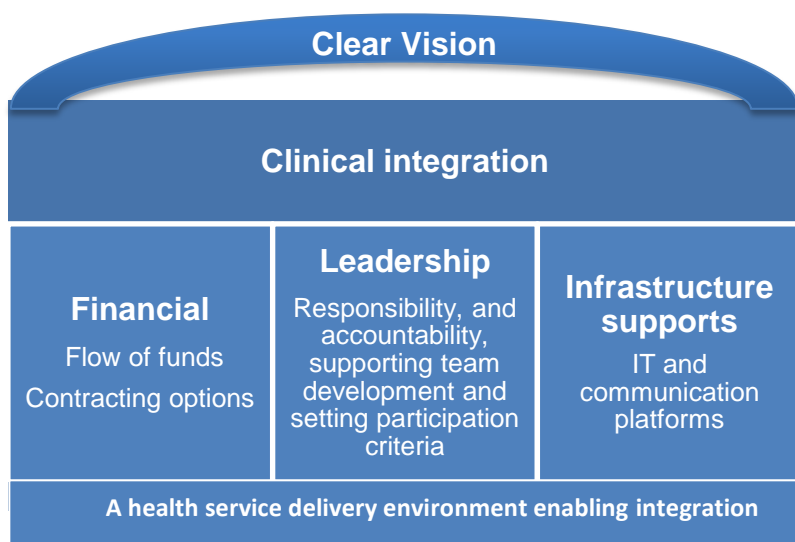 Clear Vision
Clinical integration
Financial
Flow of funds
Contracting options
Leadership
Responsibility, and
accountability,
supporting team
development and
setting participation
criteria
Infrastructure
supports
IT and
communication
platforms
A health service delivery environment enabling integration